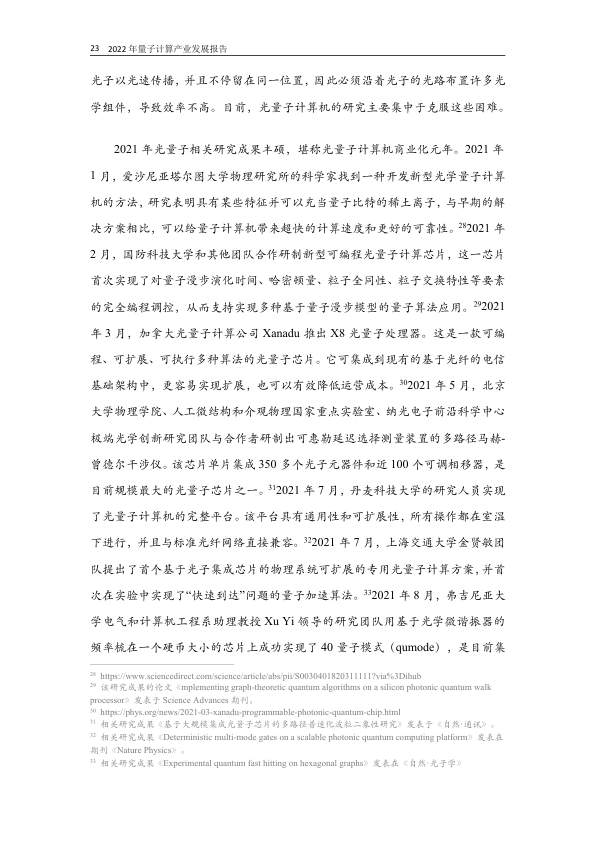 23 2022 年量子计算产业发展报告
光子以光速传播，并且不停留在同一位置，因此必须沿着光子的光路布置许多光
学组件，导致效率不高。目前，光量子计算机的研究主要集中于克服这些困难。
2021 年光量子相关研究成果丰硕，堪称光量子计算机商业化元年。2021 年
1 月，爱沙尼亚塔尔图大学物理研究所的科学家找到一种开发新型光学量子计算
机的方法，研究表明具有某些特征并可以充当量子比特的稀土离子，与早期的解
决方案相比，可以给量子计算机带来超快的计算速度和更好的可靠性。²⁸2021 年
2 月，国防科技大学和其他团队合作研制新型可编程光量子计算芯片，这一芯片
首次实现了对量子漫步演化时间、哈密顿量、粒子全同性、粒子交换特性等要素
的完全编程调控，从而支持实现多种基于量子漫步模型的量子算法应用。²⁹2021
年 3 月，加拿大光量子计算公司 Xanadu 推出 X8 光量子处理器。这是一款可编
程、可扩展、可执行多种算法的光量子芯片。它可集成到现有的基于光纤的电信
基础架构中，更容易实现扩展，也可以有效降低运营成本。³⁰2021 年 5 月，北京
大学物理学院、人工微结构和介观物理国家重点实验室、纳光电子前沿科学中心
极端光学创新研究团队与合作者研制出可惠勒延迟选择测量装置的多路径马赫-
曾德尔干涉仪。该芯片单片集成 350 多个光子元器件和近 100 个可调相移器，是
目前规模最大的光量子芯片之一。³¹2021 年 7 月，丹麦科技大学的研究人员实现
了光量子计算机的完整平台。该平台具有通用性和可扩展性，所有操作都在室温
下进行，并且与标准光纤网络直接兼容。³²2021 年 7 月，上海交通大学金贤敏团
队提出了首个基于光子集成芯片的物理系统可扩展的专用光量子计算方案，并首
次在实验中实现了“快速到达”问题的量子加速算法。³³2021 年 8 月，弗吉尼亚大
学电气和计算机工程系助理教授 Xu Yi 领导的研究团队用基于光学微谐振器的
频率梳在一个硬币大小的芯片上成功实现了 40 量子模式（qumode），是目前集
²⁸ https://www.sciencedirect.com/science/article/abs/pii/S0030401820311111?via%3Dihub
²⁹ 该研究成果的论文《mplementing graph-theoretic quantum algorithms on a silicon photonic quantum walk
processor》发表于 Science Advances 期刊。
³⁰ https://phys.org/news/2021-03-xanadu-programmable-photonic-quantum-chip.html
³¹ 相关研究成果《基于大规模集成光量子芯片的多路径普适化波粒二象性研究》发表于《自然·通讯》。
³² 相关研究成果《Deterministic multi-mode gates on a scalable photonic quantum computing platform》发表在
期刊《Nature Physics》。
³³ 相关研究成果《Experimental quantum fast hitting on hexagonal graphs》发表在《自然·光子学》